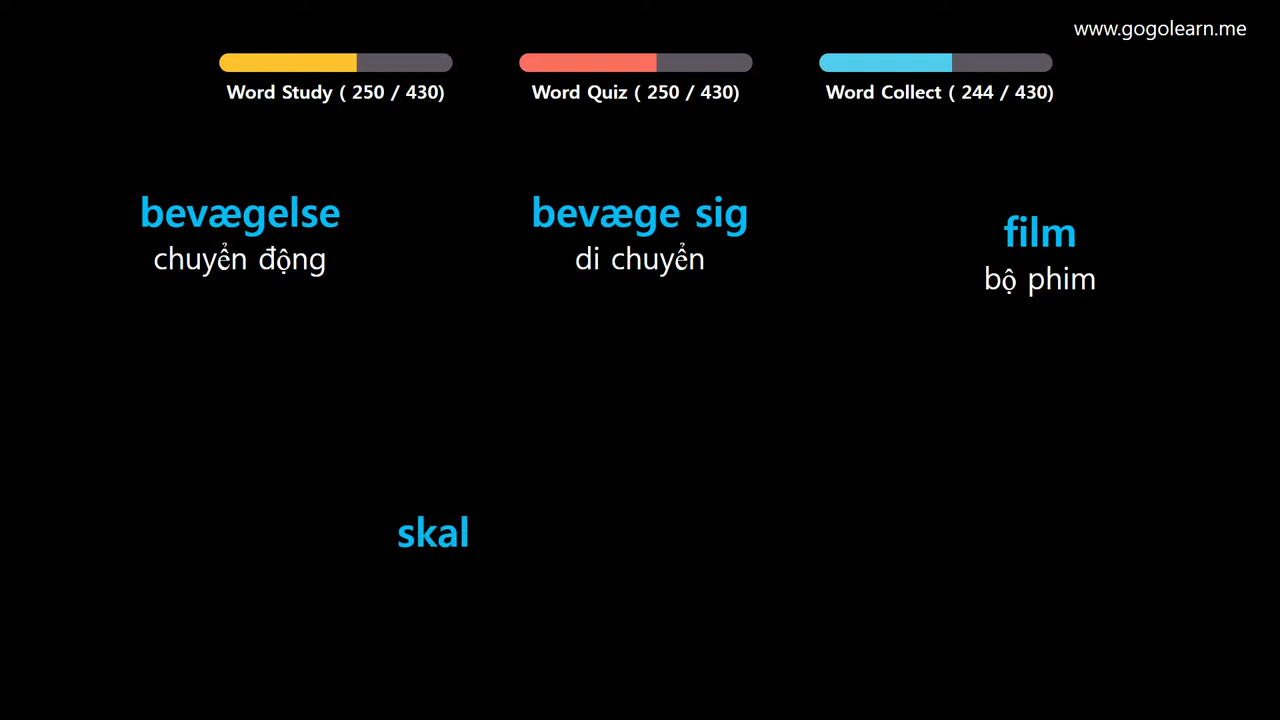 www.gogolearn.me
Word Study ( 250 / 430)
Word Quiz ( 250 / 430)
Word Collect ( 244 / 430)
bevægelse
chuyển động
bevæge sig
di chuyển
film
bộ phim
skal